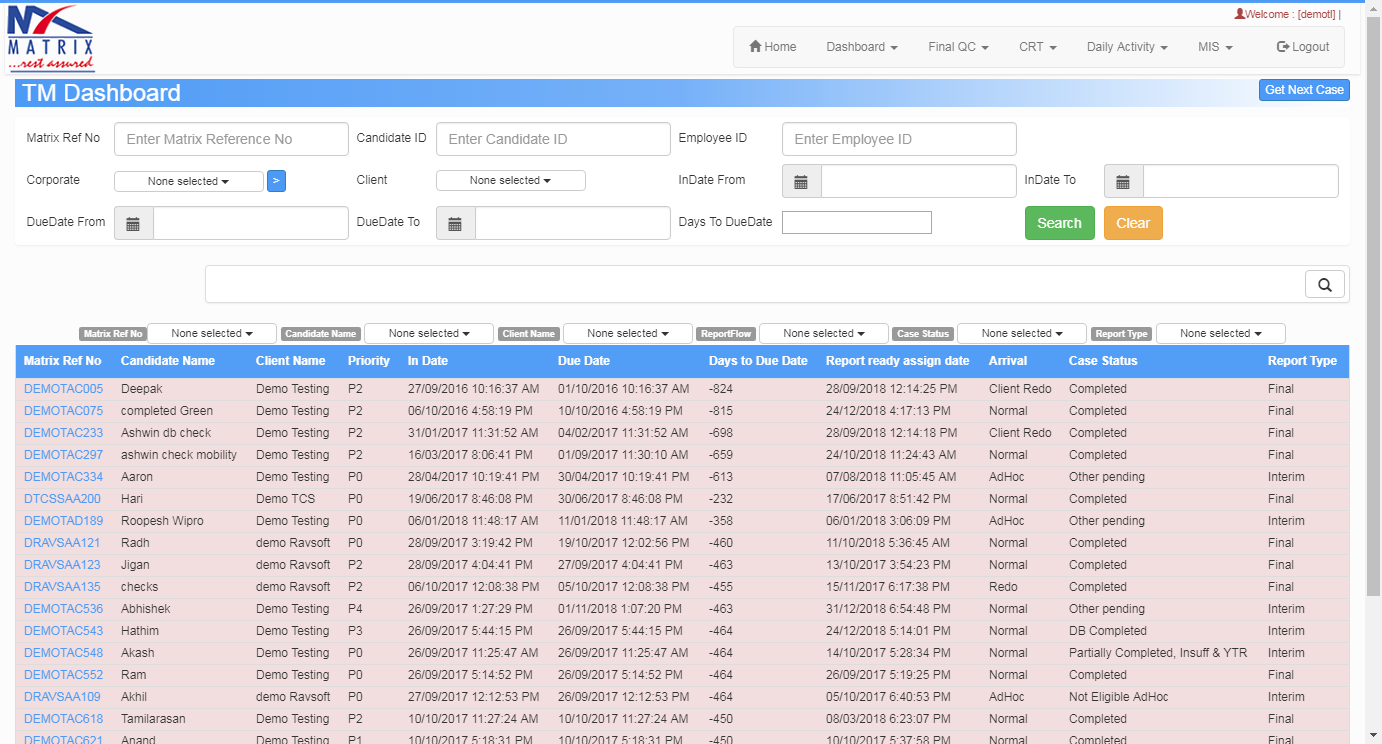 Welcome : [demotl] |
MATRIX
...rest assured
Home Dashboard Final QC CRT Daily Activity MIS Logout
TM Dashboard Get Next Case
Matrix Ref No Enter Matrix Reference No Candidate ID Enter Candidate ID Employee ID Enter Employee ID
Corporate None selected > Client None selected InDate From InDate To
DueDate From DueDate To Days To DueDate Search Clear
Matrix Ref No None selected Candidate Name None selected Client Name None selected ReportFlow None selected Case Status None selected Report Type None selected
Matrix Ref No Candidate Name Client Name Priority In Date Due Date Days to Due Date Report ready assign date Arrival Case Status Report Type
DEMOTAC005 Deepak Demo Testing P2 27/09/2016 10:16:37 AM 01/10/2016 10:16:37 AM -824 28/09/2018 12:14:25 PM Client Redo Completed Final
DEMOTAC075 completed Green Demo Testing P2 06/10/2016 4:58:19 PM 10/10/2016 4:58:19 PM -815 24/12/2018 4:17:13 PM Normal Completed Final
DEMOTAC233 Ashwin db check Demo Testing P2 31/01/2017 11:31:52 AM 04/02/2017 11:31:52 AM -698 28/09/2018 12:14:18 PM Client Redo Completed Final
DEMOTAC297 ashwin check mobility Demo Testing P2 16/03/2017 8:06:41 PM 01/09/2017 11:30:10 AM -659 24/10/2018 11:24:43 AM Normal Completed Final
DEMOTAC334 Aaron Demo Testing P0 28/04/2017 10:19:41 PM 30/04/2017 10:19:41 PM -613 07/08/2018 11:05:45 AM AdHoc Other pending Interim
DTCSSAA200 Hari Demo TCS P0 19/06/2017 8:46:08 PM 30/06/2017 8:46:08 PM -232 17/06/2017 8:51:42 PM Normal Completed Final
DEMOTAD189 Roopesh Wipro Demo Testing P0 06/01/2018 11:48:17 AM 11/01/2018 11:48:17 AM -358 06/01/2018 3:06:09 PM AdHoc Other pending Interim
DRAVSAA121 Radh demo Ravsoft P0 28/09/2017 3:19:42 PM 19/10/2017 12:02:56 PM -460 11/10/2018 5:36:45 AM Normal Completed Final
DRAVSAA123 Jigan demo Ravsoft P2 28/09/2017 4:04:41 PM 27/09/2017 4:04:41 PM -463 13/10/2017 3:54:23 PM Normal Completed Final
DRAVSAA135 checks demo Ravsoft P2 06/10/2017 12:08:38 PM 05/10/2017 12:08:38 PM -455 15/11/2017 6:17:38 PM Redo Completed Final
DEMOTAC536 Abhishek Demo Testing P4 26/09/2017 1:27:29 PM 01/11/2018 1:07:20 PM -463 31/12/2018 6:54:48 PM Normal Other pending Interim
DEMOTAC543 Hathim Demo Testing P3 26/09/2017 5:44:15 PM 26/09/2017 5:44:15 PM -464 24/12/2018 5:14:01 PM Normal DB Completed Interim
DEMOTAC548 Akash Demo Testing P0 26/09/2017 11:25:47 AM 26/09/2017 11:25:47 AM -464 14/10/2017 5:28:34 PM Normal Partially Completed, Insuff & YTR Interim
DEMOTAC552 Ram Demo Testing P0 26/09/2017 5:14:52 PM 26/09/2017 5:14:52 PM -464 26/09/2017 5:19:25 PM Normal Completed Final
DRAVSAA109 Akhil demo Ravsoft P0 27/09/2017 12:12:53 PM 26/09/2017 12:12:53 PM -464 05/10/2017 6:40:53 PM AdHoc Not Eligible AdHoc Interim
DEMOTAC618 Tamilarasan Demo Testing P2 10/10/2017 11:27:24 AM 10/10/2017 11:27:24 AM -450 08/03/2018 6:23:07 PM Normal Completed Final
DEMOTAC621 Anand Demo Testing P1 10/10/2017 5:18:31 PM 10/10/2017 5:18:31 PM -450 10/10/2017 5:37:58 PM Normal Completed Final